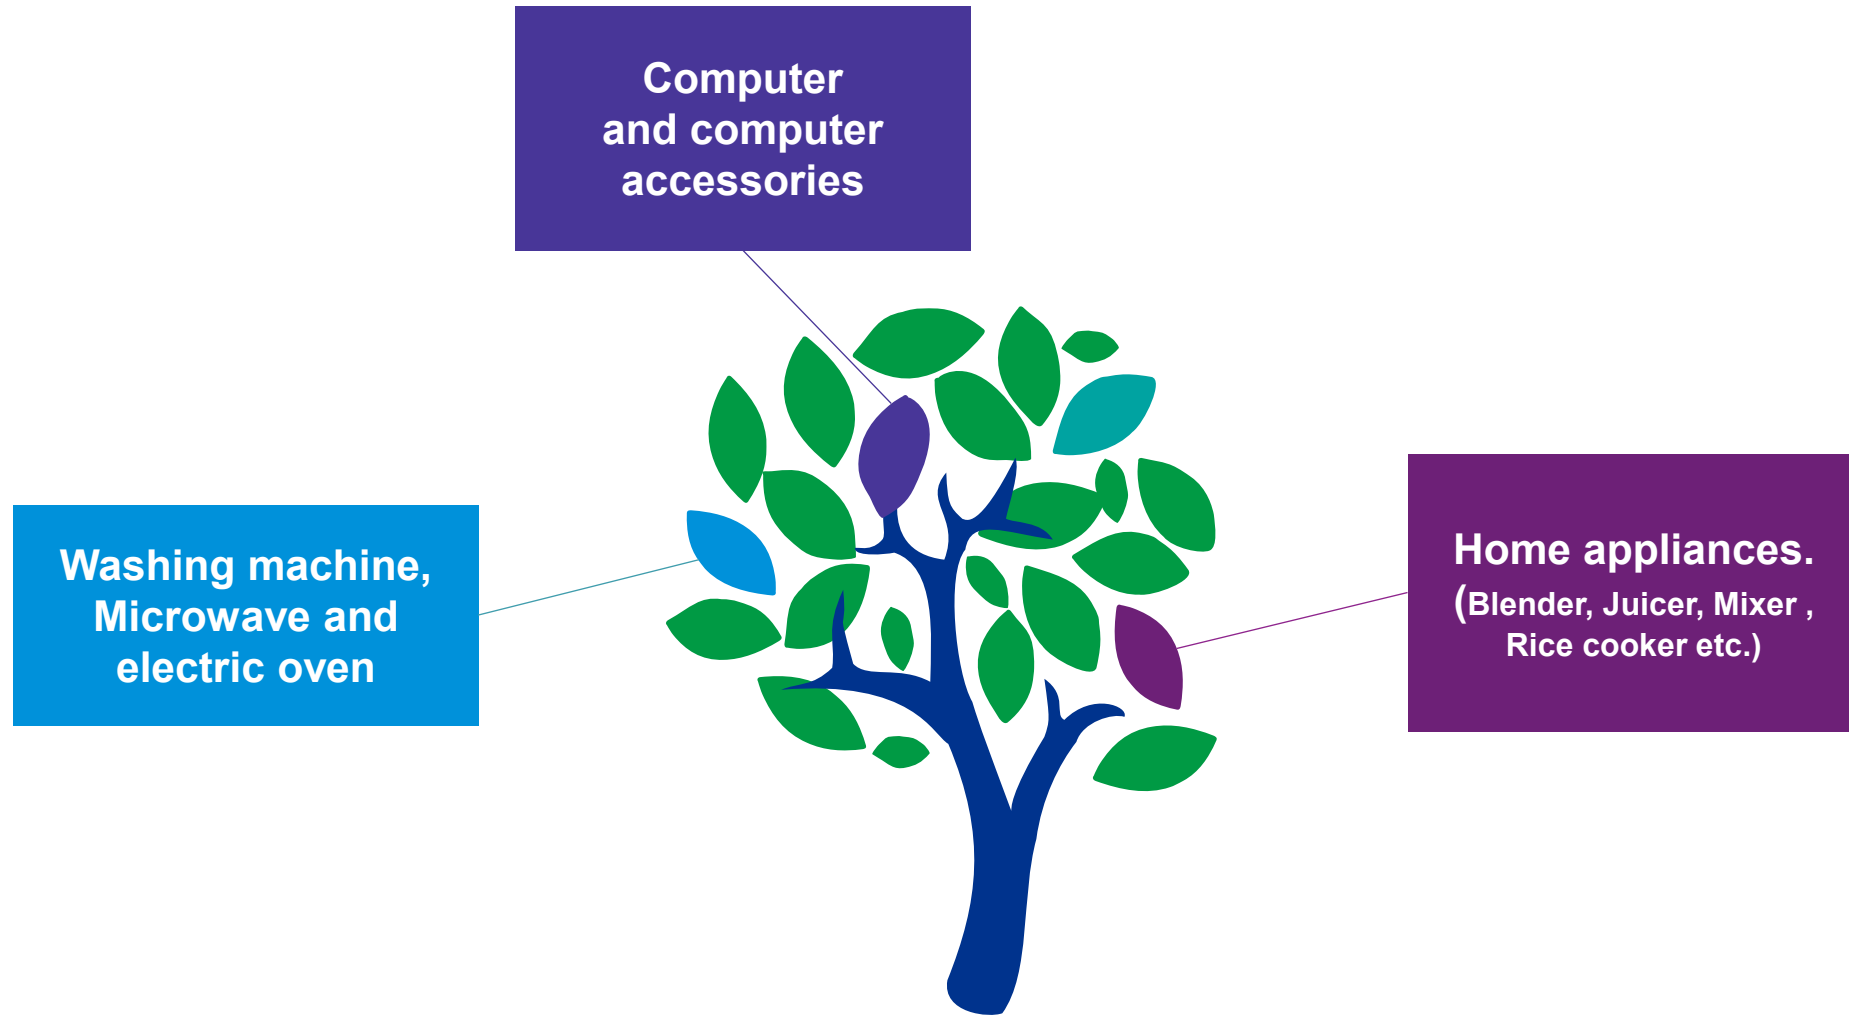 Computer
and computer
accessories
Washing machine,
Microwave and
electric oven
Home appliances.
(Blender, Juicer, Mixer ,
Rice cooker etc.)